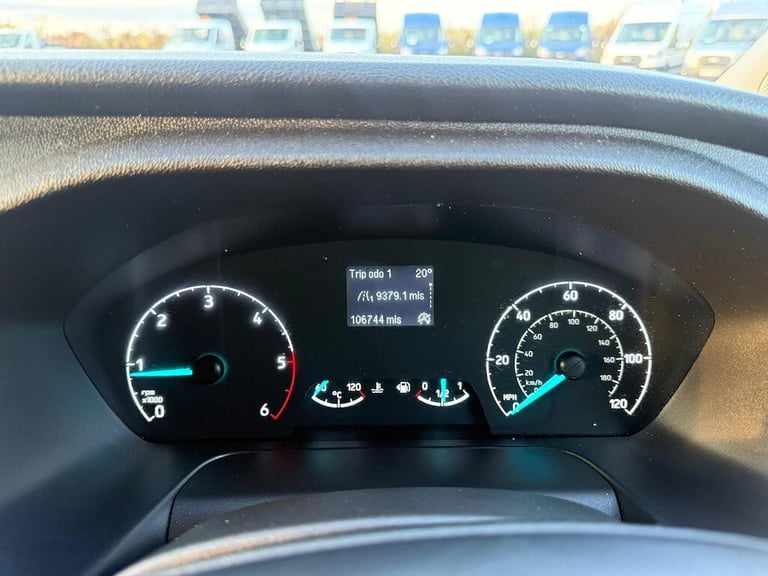 Trip odo 1 20°
1 9379.1 mls
106744 mls
0 1 2 3 4 5 6
rpm
x1000
60 120
°C
0 1/2 1
0 20 40 60 80 100 120
MPH
20 40 60 80 100 120 140 160 180
km/h